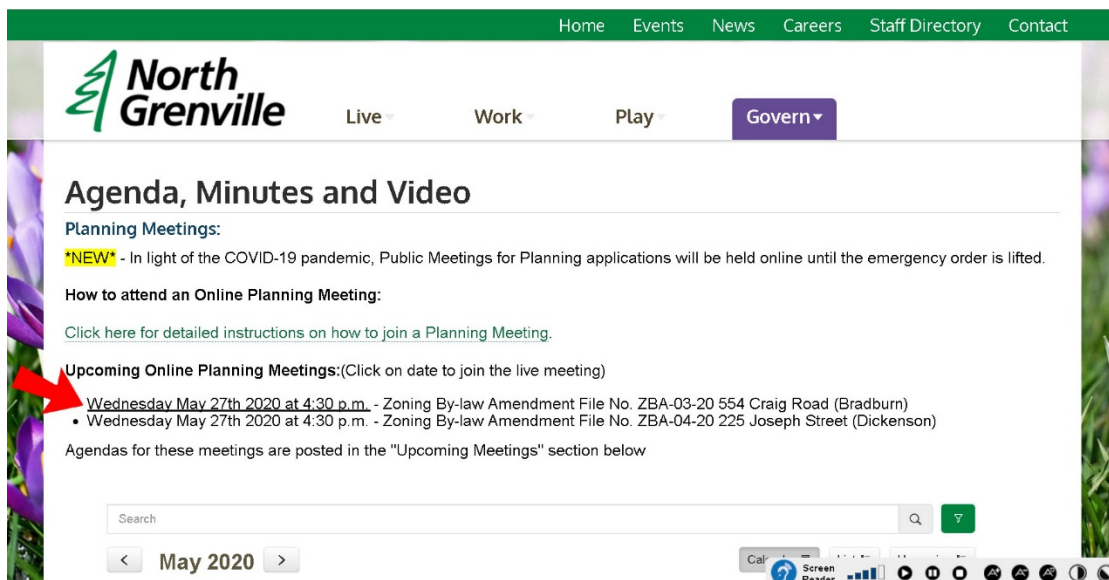 Home Events News Careers Staff Directory Contact
North
Grenville
Live Work Play Govern
Agenda, Minutes and Video
Planning Meetings:
*NEW* - In light of the COVID-19 pandemic, Public Meetings for Planning applications will be held online until the emergency order is lifted.
How to attend an Online Planning Meeting:
Click here for detailed instructions on how to join a Planning Meeting.
Upcoming Online Planning Meetings:(Click on date to join the live meeting)
Wednesday May 27th 2020 at 4:30 p.m. - Zoning By-law Amendment File No. ZBA-03-20 554 Craig Road (Bradburn)
• Wednesday May 27th 2020 at 4:30 p.m. - Zoning By-law Amendment File No. ZBA-04-20 225 Joseph Street (Dickenson)
Agendas for these meetings are posted in the "Upcoming Meetings" section below
Search
< May 2020 >
Screen
Reader